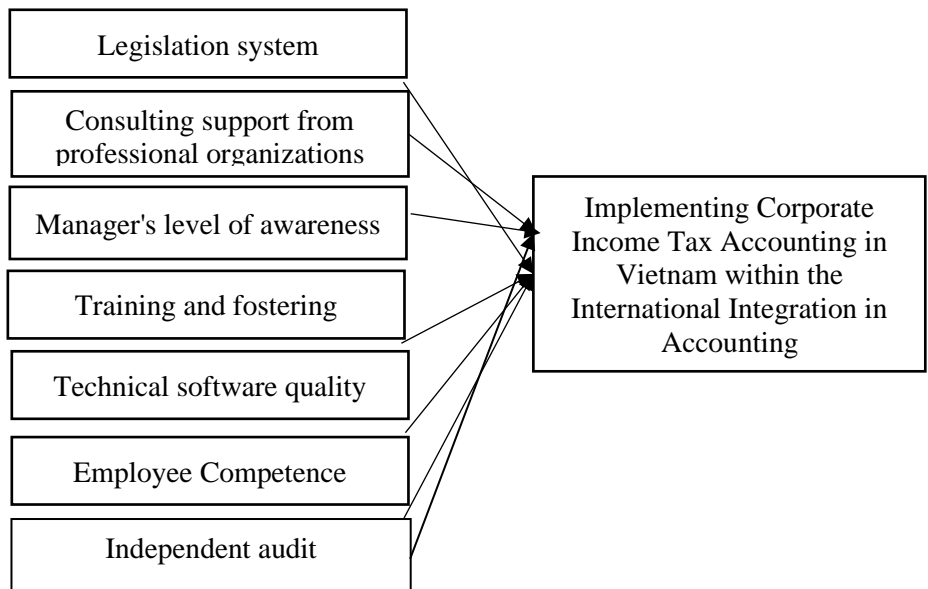 Legislation system
Consulting support from
professional organizations
Manager's level of awareness
Training and fostering
Technical software quality
Employee Competence
Independent audit
Implementing Corporate
Income Tax Accounting in
Vietnam within the
International Integration in
Accounting